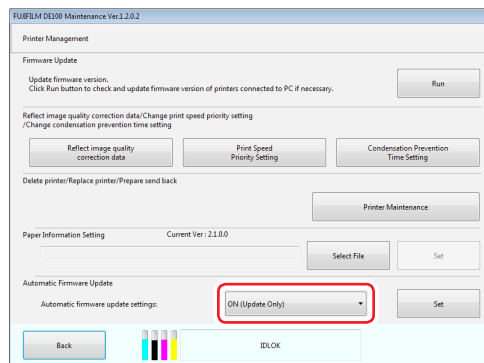 FUJIFILM DE100 Maintenance Ver.1.2.0.2
Printer Management
Firmware Update
Update firmware version.
Click Run button to check and update firmware version of printers connected to PC if necessary.
Run
Reflect image quality correction data/Change print speed priority setting
/Change condensation prevention time setting
Reflect image quality
correction data
Print Speed
Priority Setting
Condensation Prevention
Time Setting
Delete printer/Replace printer/Prepare send back
Printer Maintenance
Paper Information Setting Current Ver : 2.1.0.0
Select File
Set
Automatic Firmware Update
Automatic firmware update settings: ON (Update Only) Set
Back IDLOK